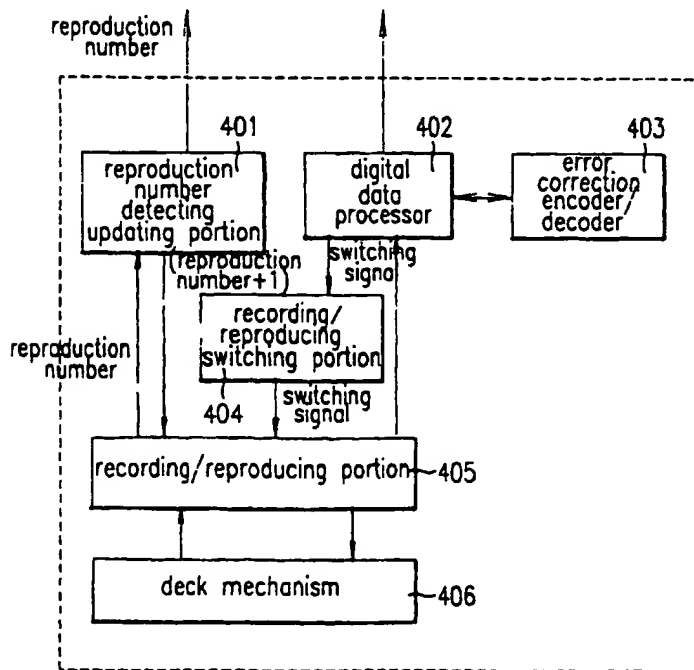 reproduction
number
401
402
403
reproduction
number
detecting
updating portion
digital
data
processor
error
correction
encoder/
decoder
(reproduction
number+1)
switching
signal
recording/
reproducing
switching portion
reproduction
number
404
switching
signal
recording/reproducing portion
405
deck mechanism
406